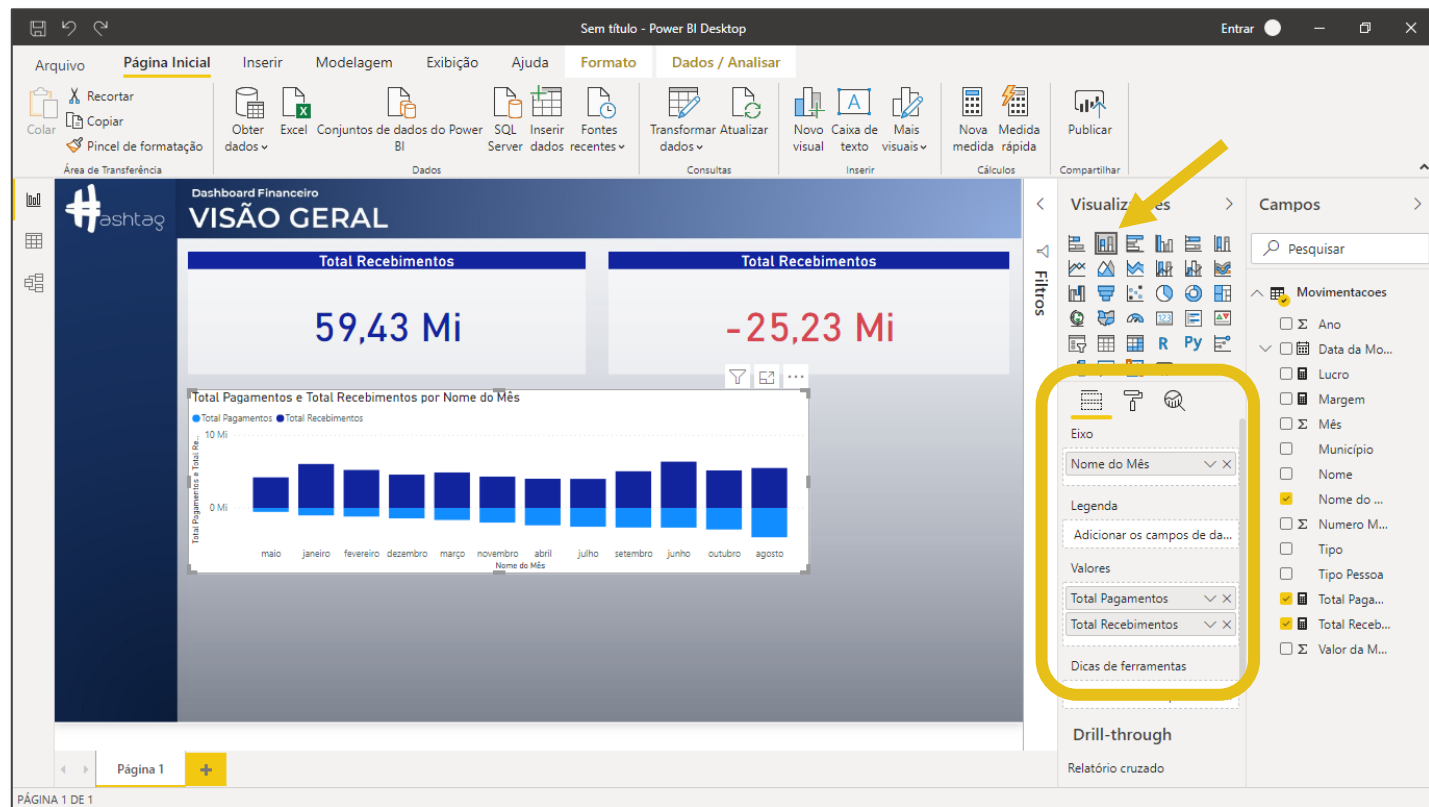 Sem título - Power BI Desktop
Entrar
Arquivo
Página Inicial
Inserir
Modelagem
Exibição
Ajuda
Formato
Dados / Analisar
Colar
Recortar
Copiar
Pincel de formatação
Área de Transferência
Obter dados
Excel
Conjuntos de dados do Power BI
SQL Server
Inserir dados
Fontes recentes
Dados
Transformar dados
Atualizar
Consultas
Novo visual
Caixa de texto
Mais visuais
Inserir
Nova medida
Medida rápida
Cálculos
Publicar
Compartilhar
Hashtag
Dashboard Financeiro
VISÃO GERAL
Total Recebimentos
59,43 Mi
Total Recebimentos
-25,23 Mi
Total Pagamentos e Total Recebimentos por Nome do Mês
Total Pagamentos
Total Recebimentos
Total Pagamentos e Total Re...
10 Mi
0 Mi
maio
janeiro
fevereiro
dezembro
março
novembro
abril
julho
setembro
junho
outubro
agosto
Nome do Mês
Filtros
R
Py
123
Eixo
Nome do Mês
Legenda
Adicionar os campos de da...
Valores
Total Pagamentos
Total Recebimentos
Dicas de ferramentas
Drill-through
Relatório cruzado
Campos
Pesquisar
Movimentacoes
Ano
Data da Mo...
Lucro
Margem
Mês
Município
Nome
Nome do ...
Numero M...
Tipo
Tipo Pessoa
Total Paga...
Total Receb...
Valor da M...
Página 1
PÁGINA 1 DE 1